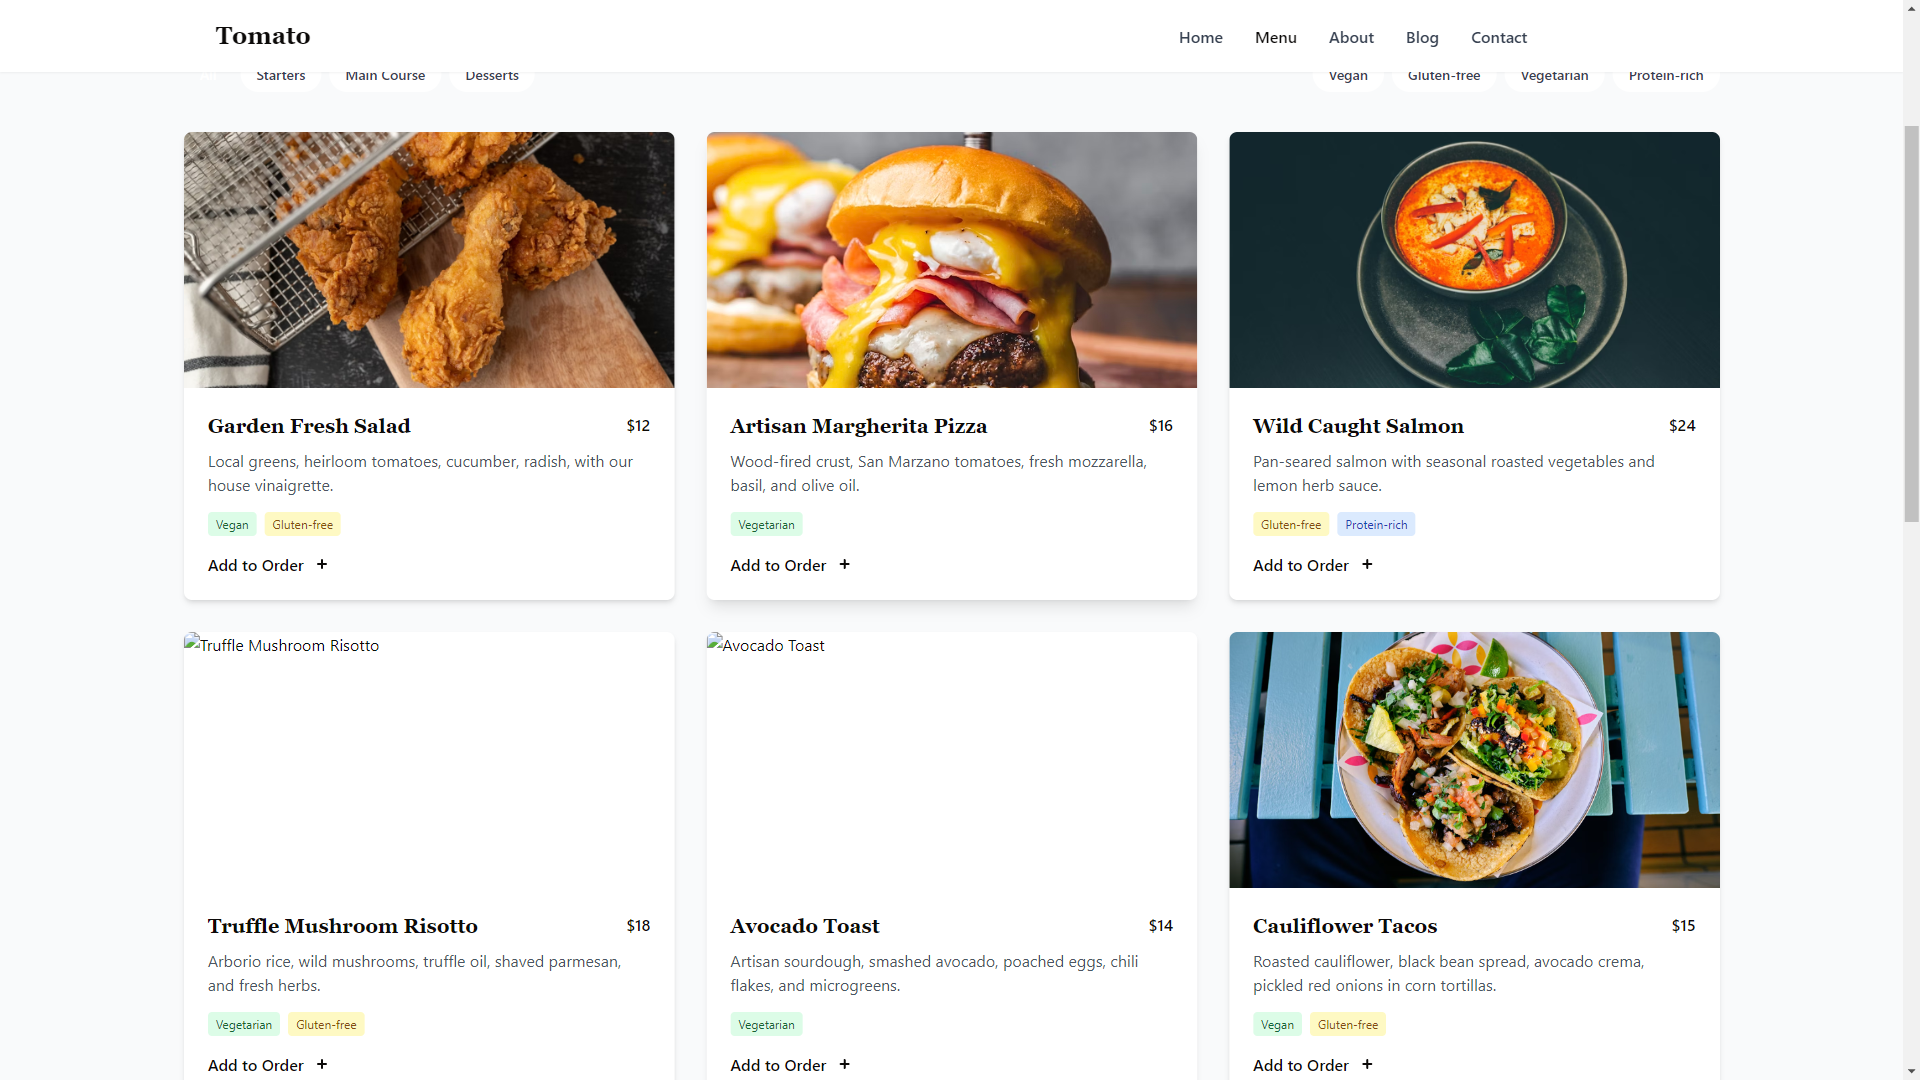 Tomato
Home Menu About Blog Contact
All Starters Main Course Desserts Vegan Gluten-free Vegetarian Protein-rich
Garden Fresh Salad $12
Local greens, heirloom tomatoes, cucumber, radish, with our
house vinaigrette.
Vegan Gluten-free
Add to Order +
Artisan Margherita Pizza $16
Wood-fired crust, San Marzano tomatoes, fresh mozzarella,
basil, and olive oil.
Vegetarian
Add to Order +
Wild Caught Salmon $24
Pan-seared salmon with seasonal roasted vegetables and
lemon herb sauce.
Gluten-free Protein-rich
Add to Order +
Truffle Mushroom Risotto
Truffle Mushroom Risotto $18
Arborio rice, wild mushrooms, truffle oil, shaved parmesan,
and fresh herbs.
Vegetarian Gluten-free
Add to Order +
Avocado Toast
Avocado Toast $14
Artisan sourdough, smashed avocado, poached eggs, chili
flakes, and microgreens.
Vegetarian
Add to Order +
Cauliflower Tacos $15
Roasted cauliflower, black bean spread, avocado crema,
pickled red onions in corn tortillas.
Vegan Gluten-free
Add to Order +